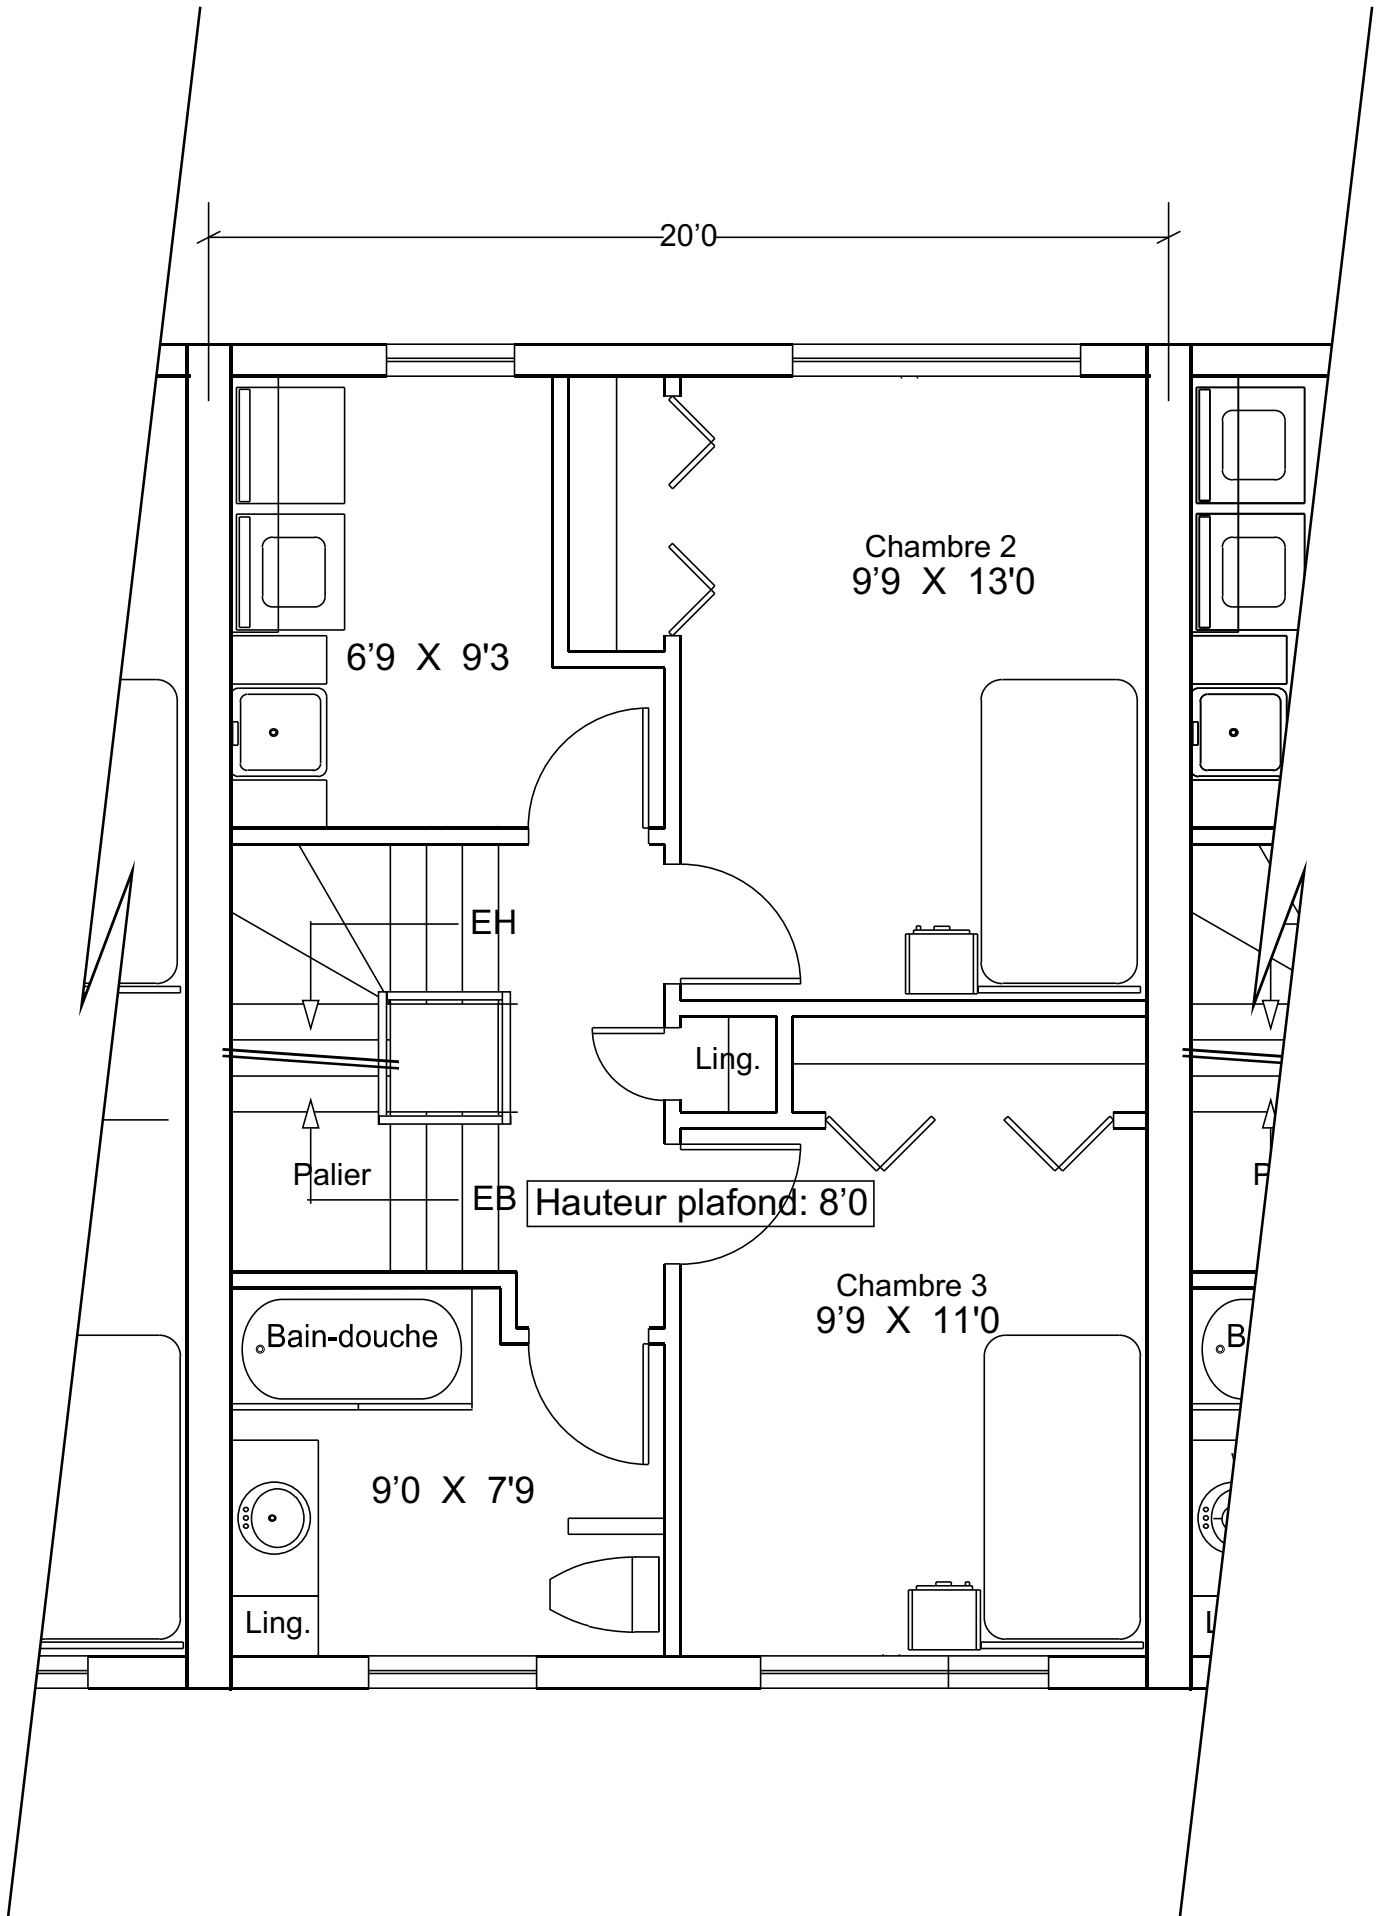 20’0
Chambre 2
9’9 X 13'0
6’9 X 9'3
EH
Ling.
Palier
EB
Hauteur plafond: 8’0
P
Chambre 3
9’9 X 11'0
Bain-douche
B
9’0 X 7'9
Ling.
L